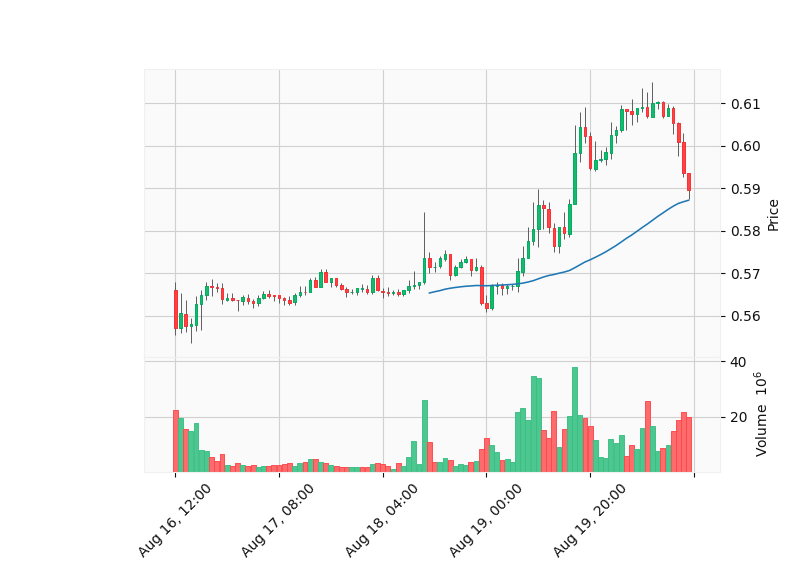 0.61
0.60
0.59
0.58
0.57
0.56
Price
40
20
Volume 10^6
Aug 16, 12:00
Aug 17, 08:00
Aug 18, 04:00
Aug 19, 00:00
Aug 19, 20:00